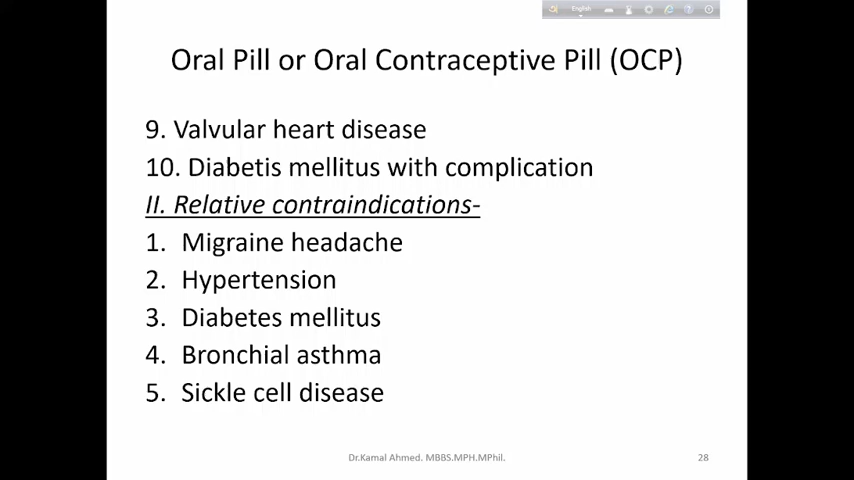 English
Oral Pill or Oral Contraceptive Pill (OCP)
9. Valvular heart disease
10. Diabetis mellitus with complication
II. Relative contraindications-
1. Migraine headache
2. Hypertension
3. Diabetes mellitus
4. Bronchial asthma
5. Sickle cell disease
Dr.Kamal Ahmed. MBBS.MPH.MPhil.
28